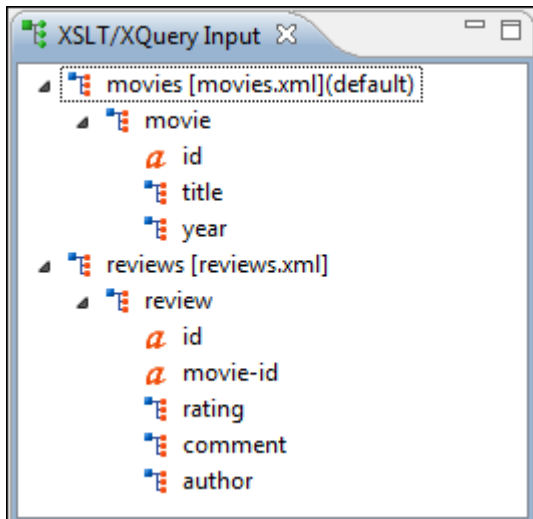 XSLT/XQuery Input
movies [movies.xml](default)
movie
a id
title
year
reviews [reviews.xml]
review
a id
a movie-id
rating
comment
author